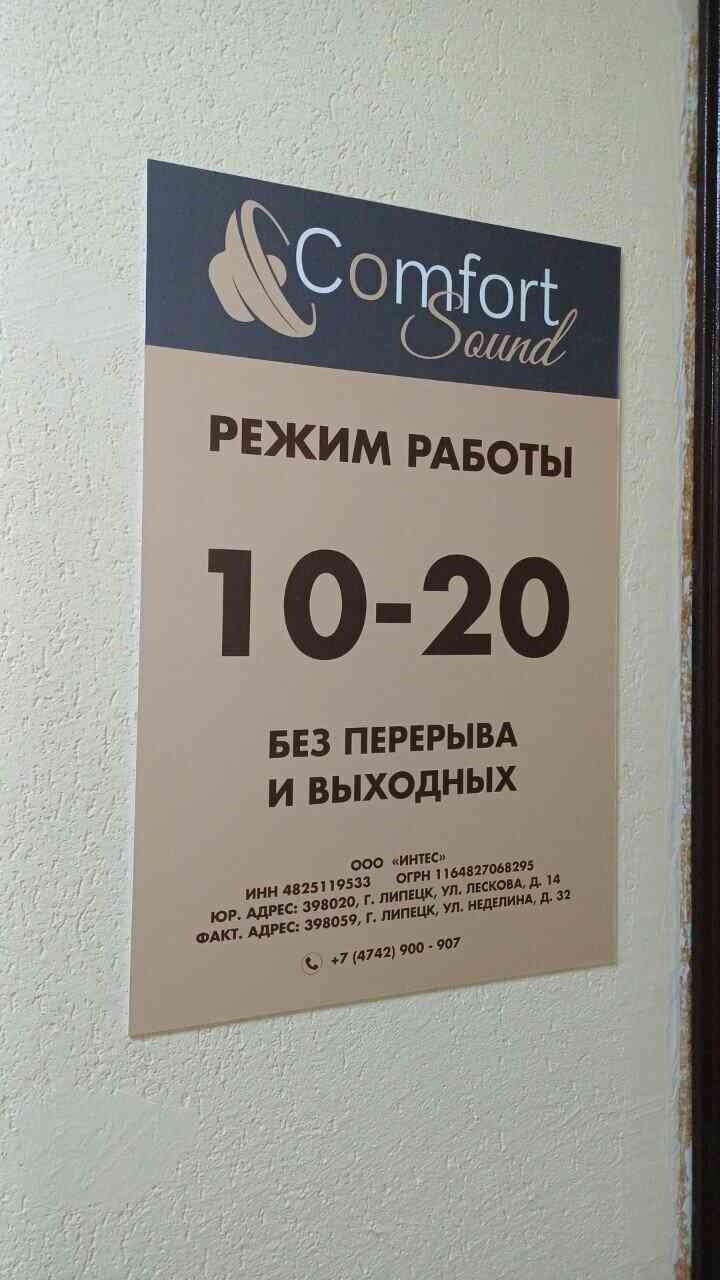 Comfort
Sound
РЕЖИМ РАБОТЫ
10-20
БЕЗ ПЕРЕРЫВА
И ВЫХОДНЫХ
ООО «ИНТЕС»
ИНН 4825119533 ОГРН 1164827068295
ЮР. АДРЕС: 398020, Г. ЛИПЕЦК, УЛ. ЛЕСКОВА, Д. 14
ФАКТ. АДРЕС: 398059, Г. ЛИПЕЦК, УЛ. НЕДЕЛИНА, Д. 32
+7 (4742) 900 - 907